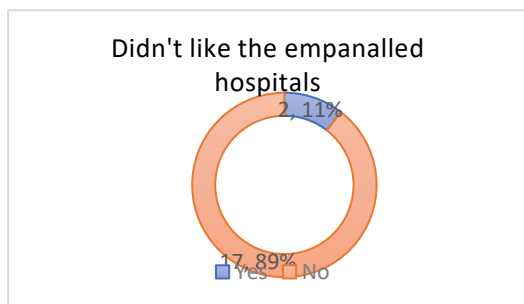 Didn't like the empanalled
hospitals
2, 11%
17, 89%
Yes No